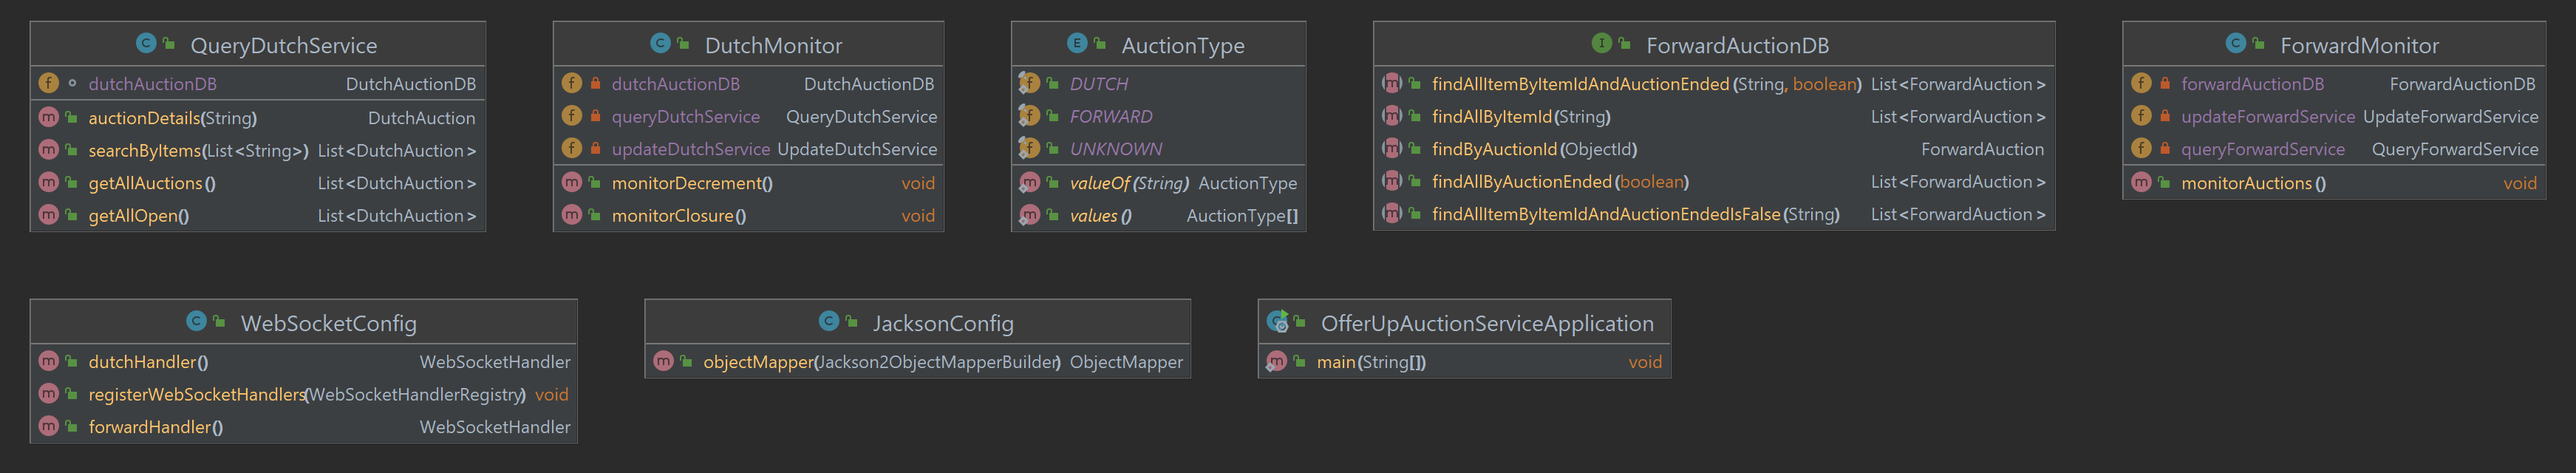 QueryDutchService
dutchAuctionDB DutchAuctionDB
auctionDetails(String) DutchAuction
searchByItems(List<String>) List<DutchAuction>
getAllAuctions() List<DutchAuction>
getAllOpen() List<DutchAuction>
DutchMonitor
dutchAuctionDB DutchAuctionDB
queryDutchService QueryDutchService
updateDutchService UpdateDutchService
monitorDecrement() void
monitorClosure() void
AuctionType
DUTCH
FORWARD
UNKNOWN
valueOf(String) AuctionType
values() AuctionType[]
ForwardAuctionDB
findAllItemByItemIdAndAuctionEnded(String, boolean) List<ForwardAuction>
findAllByItemId(String) List<ForwardAuction>
findByAuctionId(ObjectId) ForwardAuction
findAllByAuctionEnded(boolean) List<ForwardAuction>
findAllItemByItemIdAndAuctionEndedIsFalse(String) List<ForwardAuction>
ForwardMonitor
forwardAuctionDB ForwardAuctionDB
updateForwardService UpdateForwardService
queryForwardService QueryForwardService
monitorAuctions() void
WebSocketConfig
dutchHandler() WebSocketHandler
registerWebSocketHandlers(WebSocketHandlerRegistry) void
forwardHandler() WebSocketHandler
JacksonConfig
objectMapper(Jackson2ObjectMapperBuilder) ObjectMapper
OfferUpAuctionServiceApplication
main(String[]) void